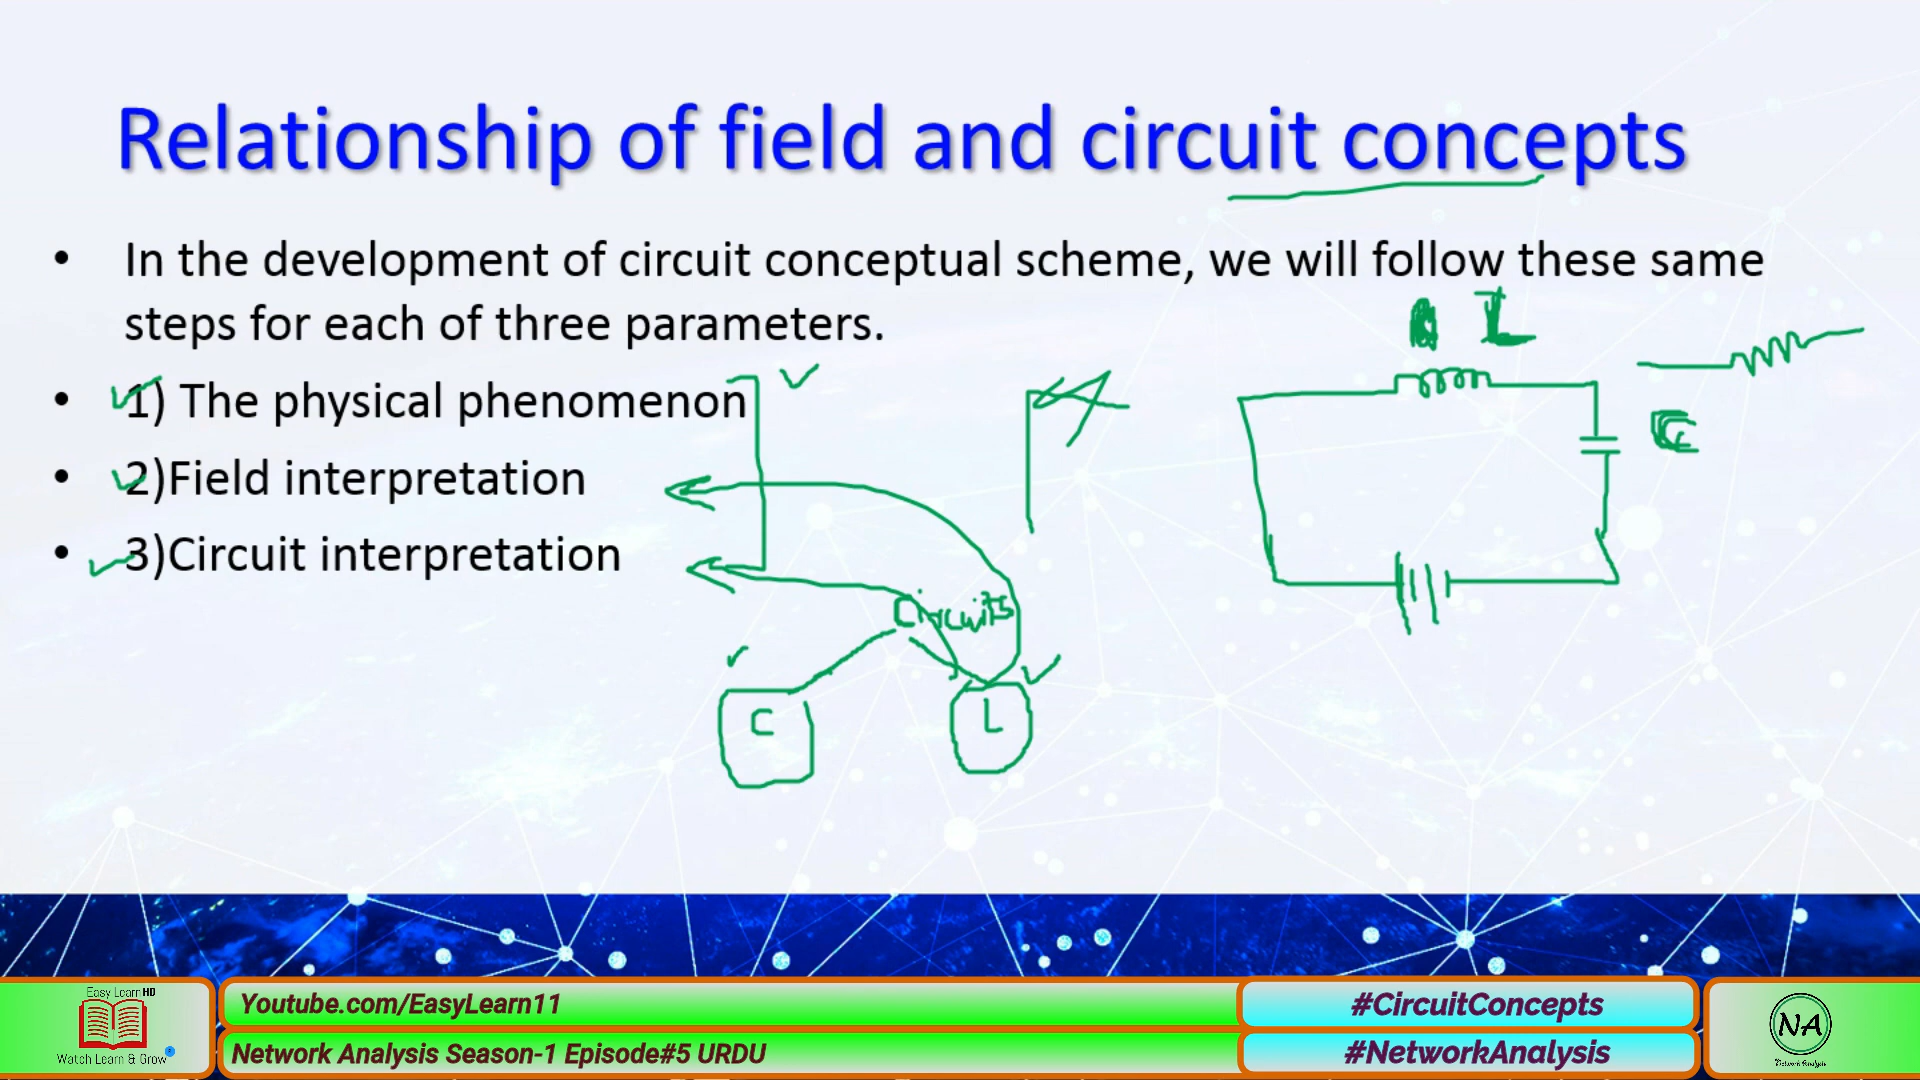 Relationship of field and circuit concepts
• In the development of circuit conceptual scheme, we will follow these same
steps for each of three parameters.
• 1) The physical phenomenon
• 2)Field interpretation
• 3)Circuit interpretation
L
C
Circuits
C
L
Easy Learn HD
Watch Learn & Grow
Youtube.com/EasyLearn11
Network Analysis Season-1 Episode#5 URDU
#CircuitConcepts
#NetworkAnalysis
NA
Network Analysis